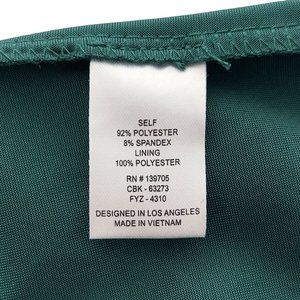 SELF
92% POLYESTER
8% SPANDEX
LINING
100% POLYESTER
RN # 139705
CBK - 63273
FYZ - 4310
DESIGNED IN LOS ANGELES
MADE IN VIETNAM